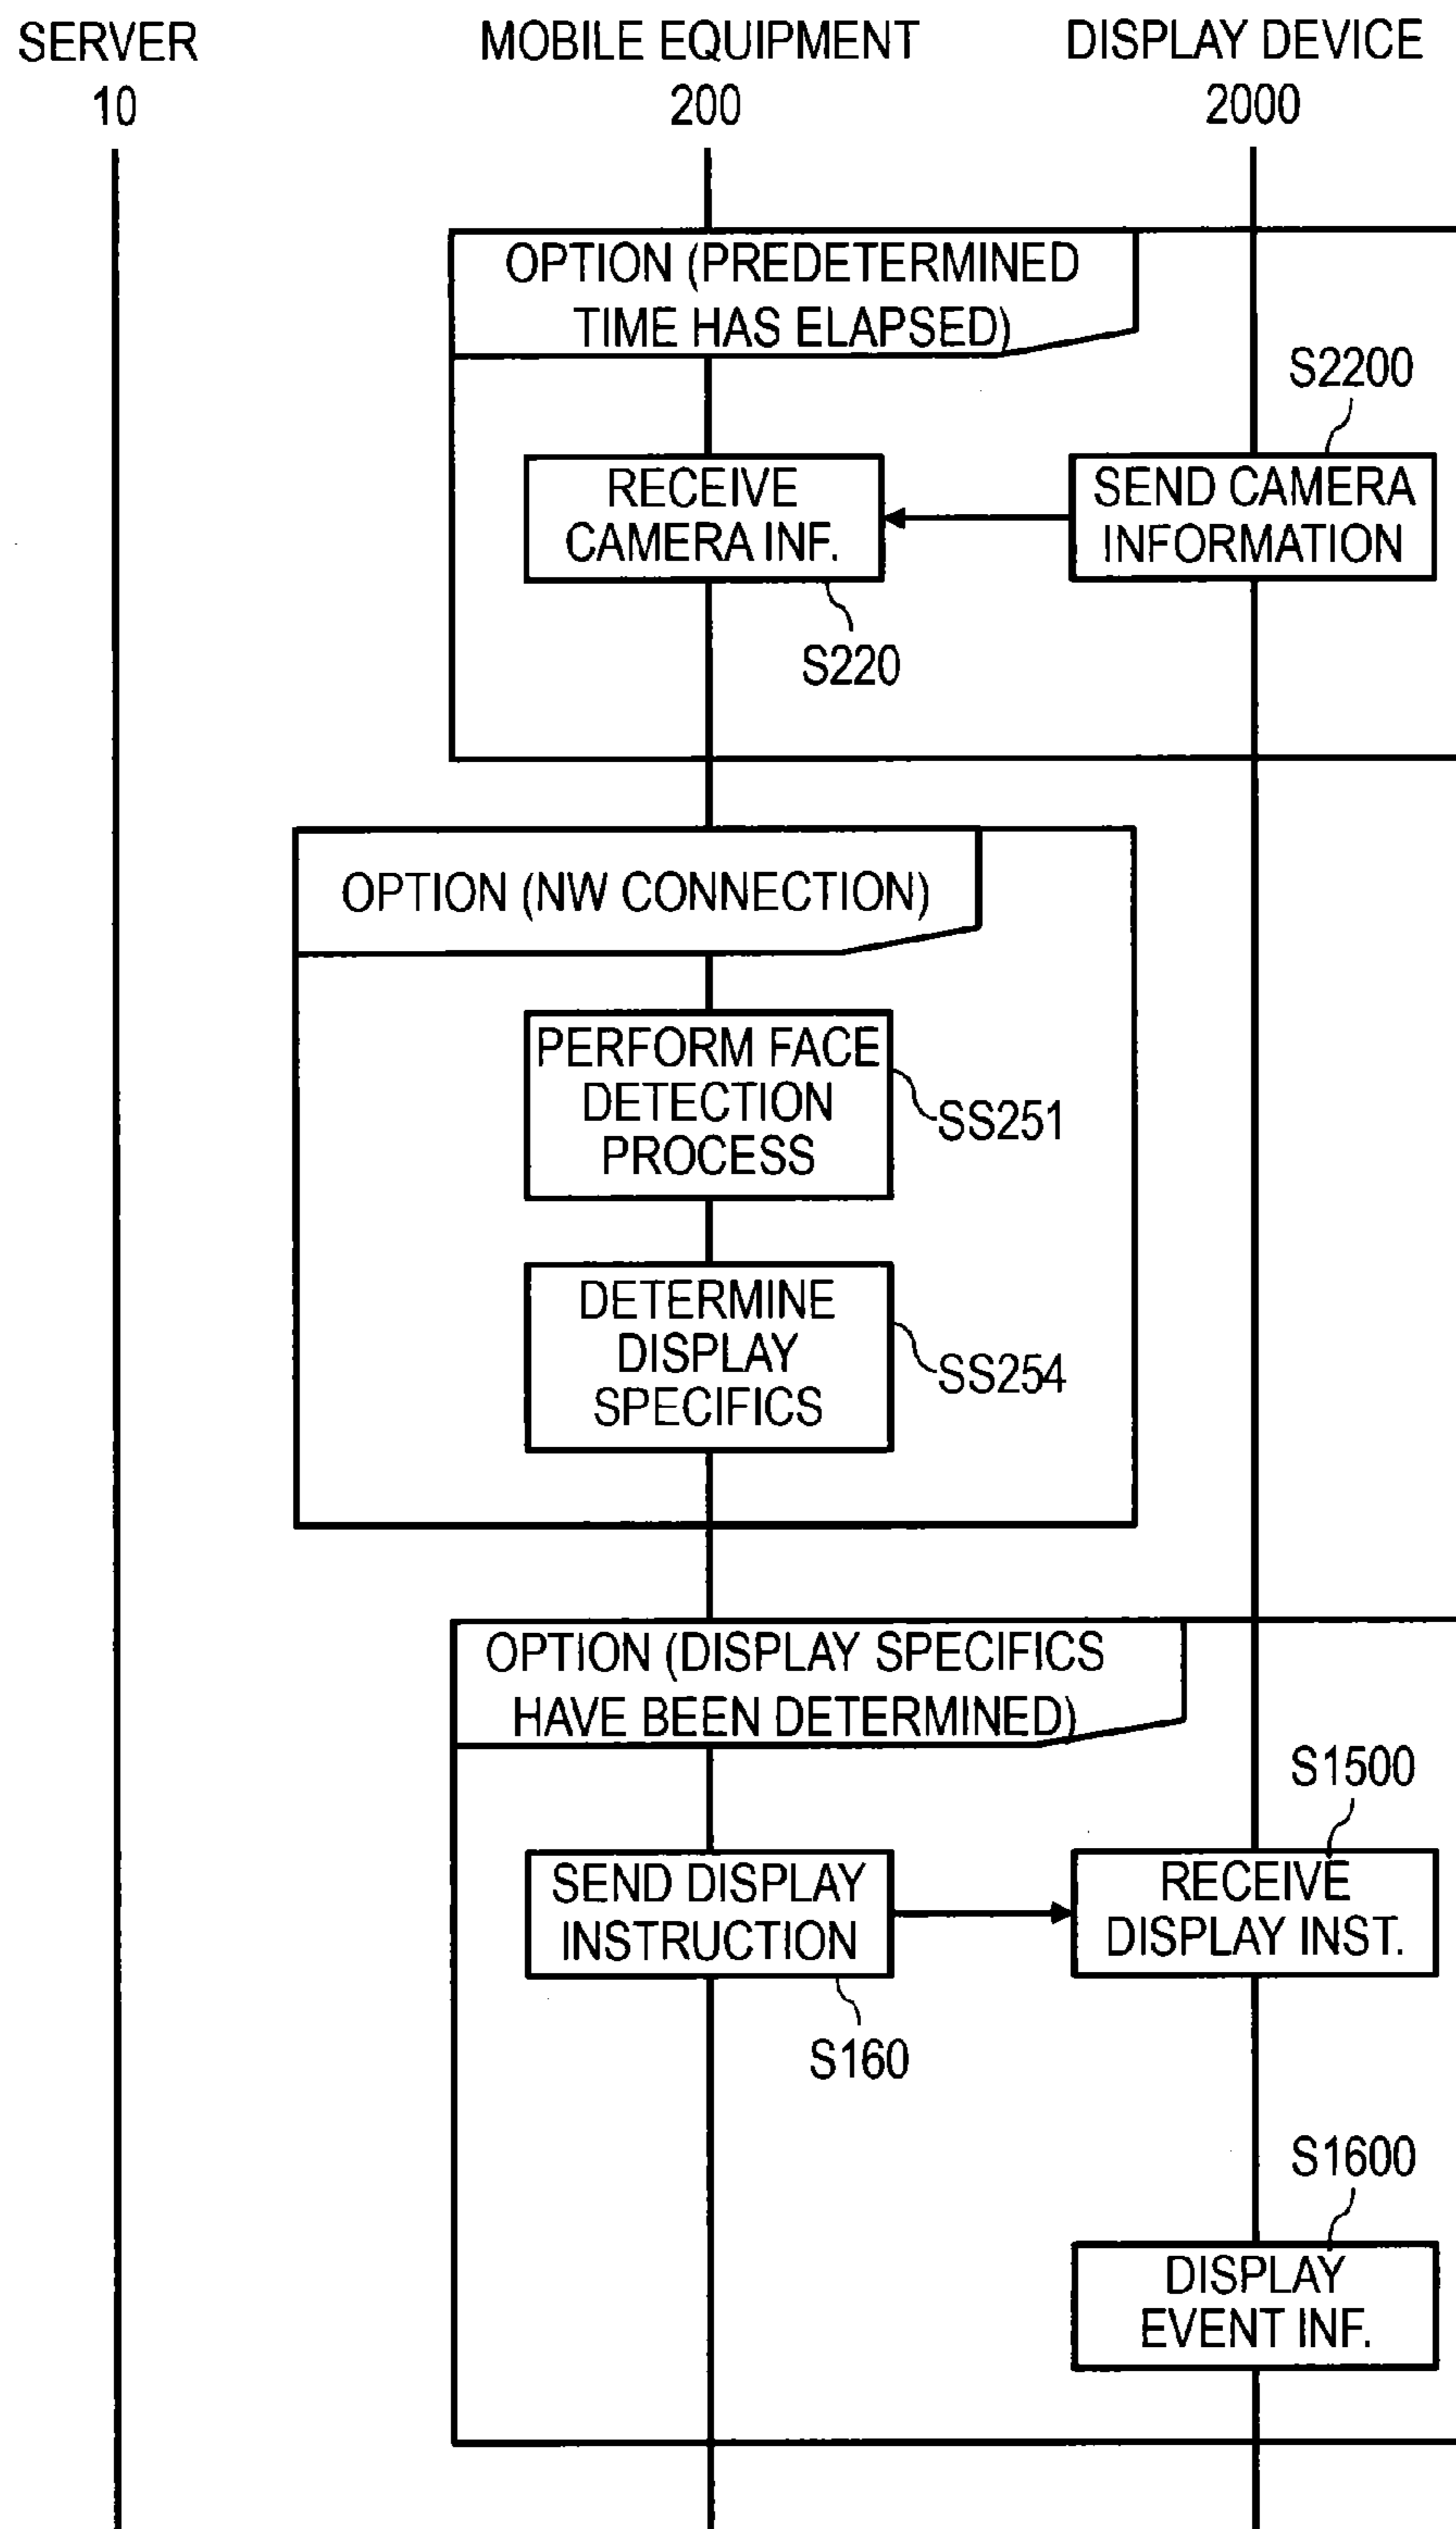 SERVER
10
MOBILE EQUIPMENT
200
DISPLAY DEVICE
2000
OPTION (PREDETERMINED
TIME HAS ELAPSED)
S2200
RECEIVE
CAMERA INF.
SEND CAMERA
INFORMATION
S220
OPTION (NW CONNECTION)
PERFORM FACE
DETECTION
PROCESS
SS251
DETERMINE
DISPLAY
SPECIFICS
SS254
OPTION (DISPLAY SPECIFICS
HAVE BEEN DETERMINED)
S1500
SEND DISPLAY
INSTRUCTION
RECEIVE
DISPLAY INST.
S160
S1600
DISPLAY
EVENT INF.